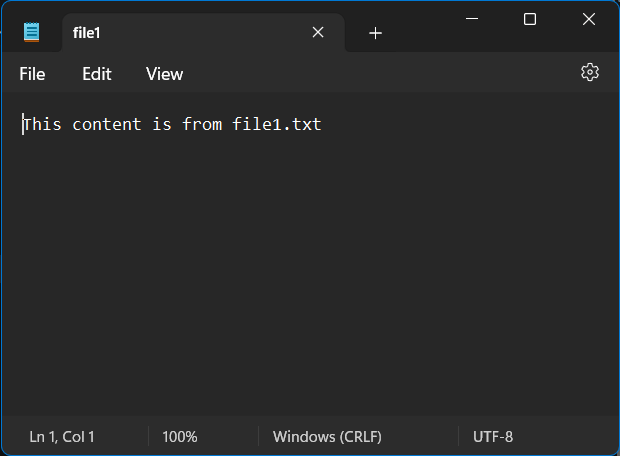 file1
File Edit View
This content is from file1.txt
Ln 1, Col 1 100% Windows (CRLF) UTF-8